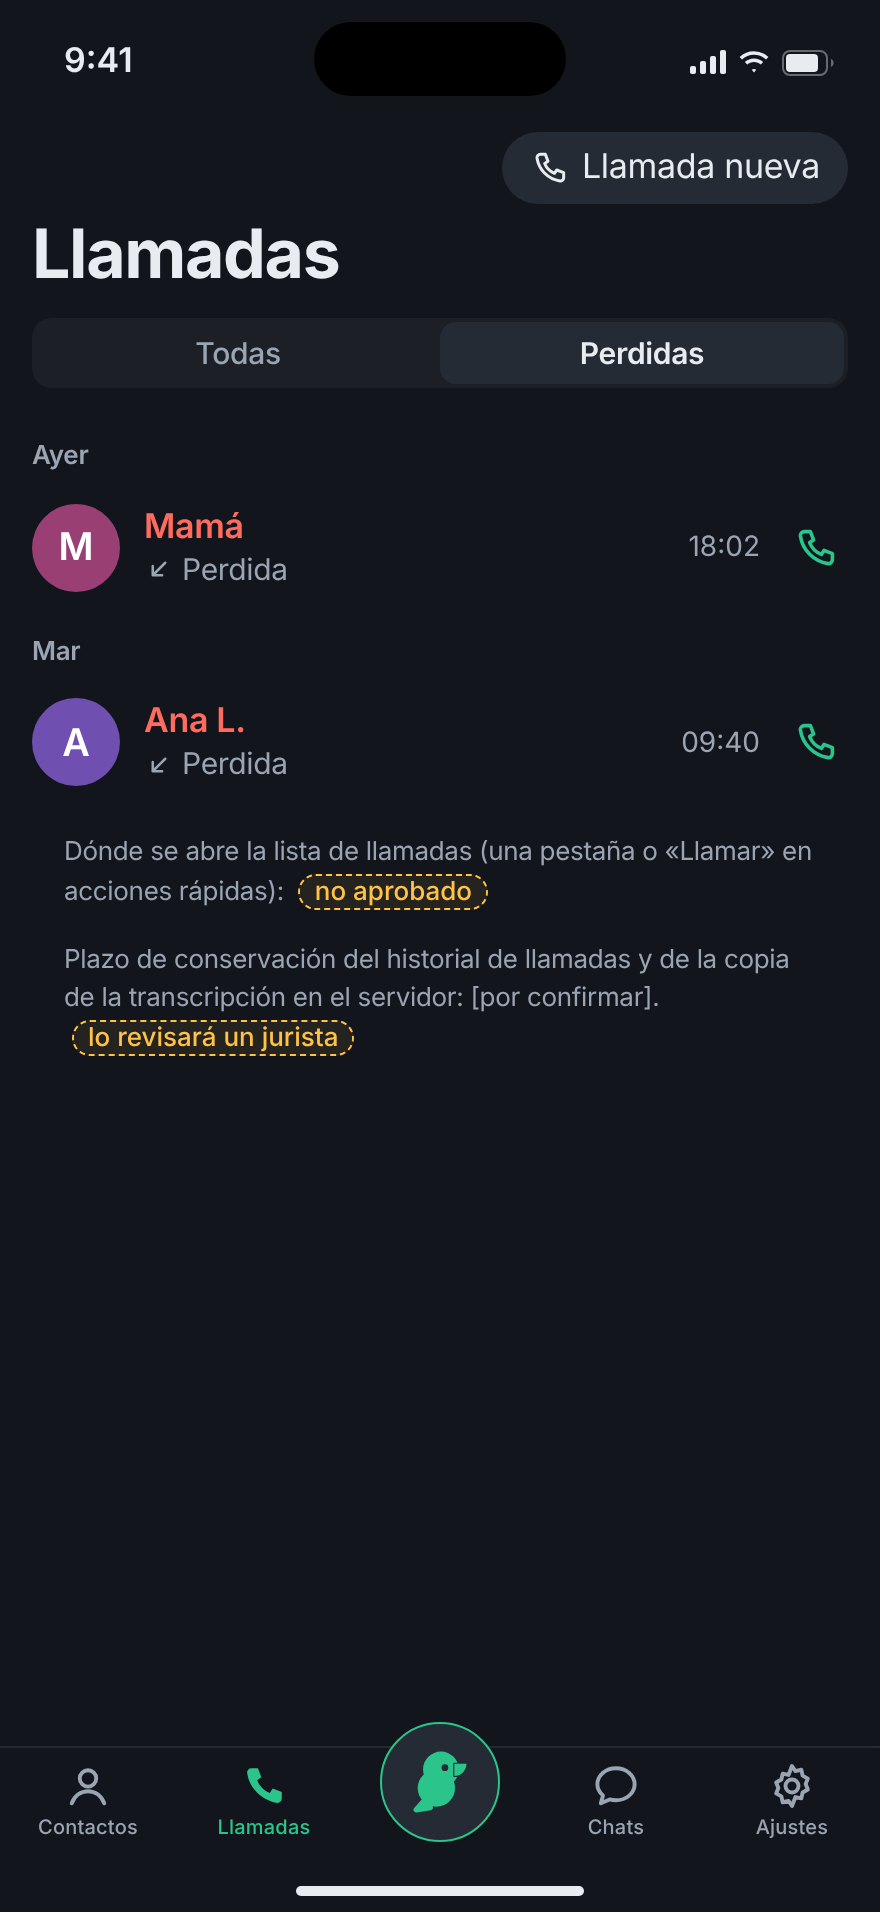 9:41
Llamada nueva
Llamadas
Todas
Perdidas
Ayer
M
Mamá
Perdida
18:02
Mar
A
Ana L.
Perdida
09:40
Dónde se abre la lista de llamadas (una pestaña o «Llamar» en
acciones rápidas): no aprobado
Plazo de conservación del historial de llamadas y de la copia
de la transcripción en el servidor: [por confirmar].
lo revisará un jurista
Contactos
Llamadas
Chats
Ajustes